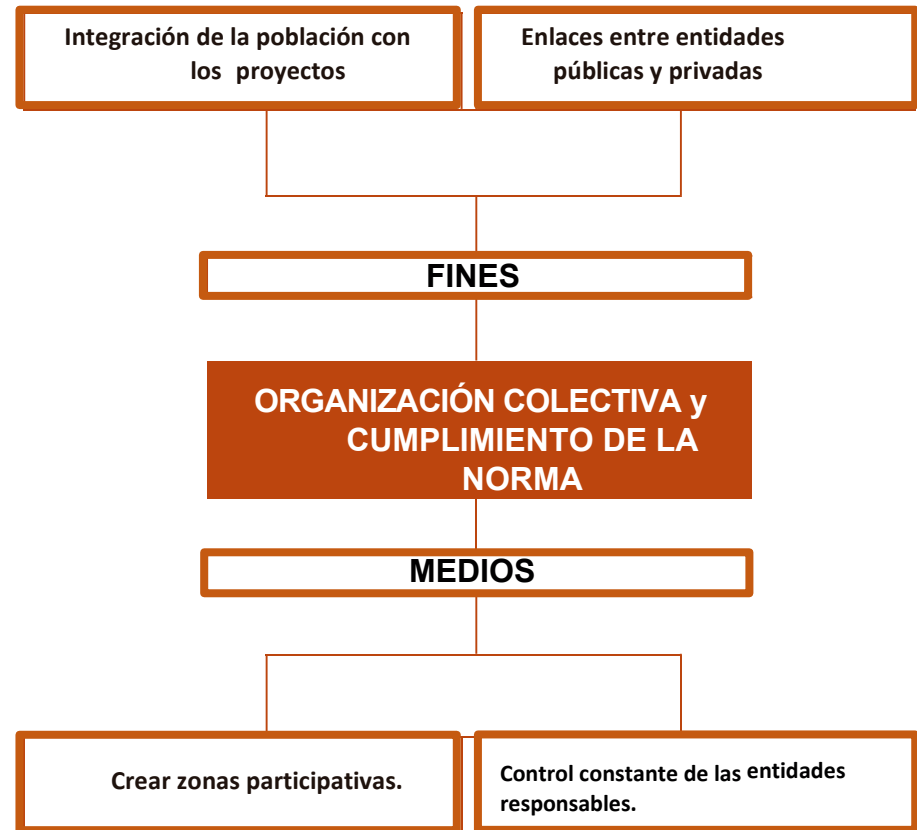 Integración de la población con
los proyectos
Enlaces entre entidades
públicas y privadas
FINES
ORGANIZACIÓN COLECTIVA y
CUMPLIMIENTO DE LA
NORMA
MEDIOS
Crear zonas participativas.
Control constante de las entidades
responsables.